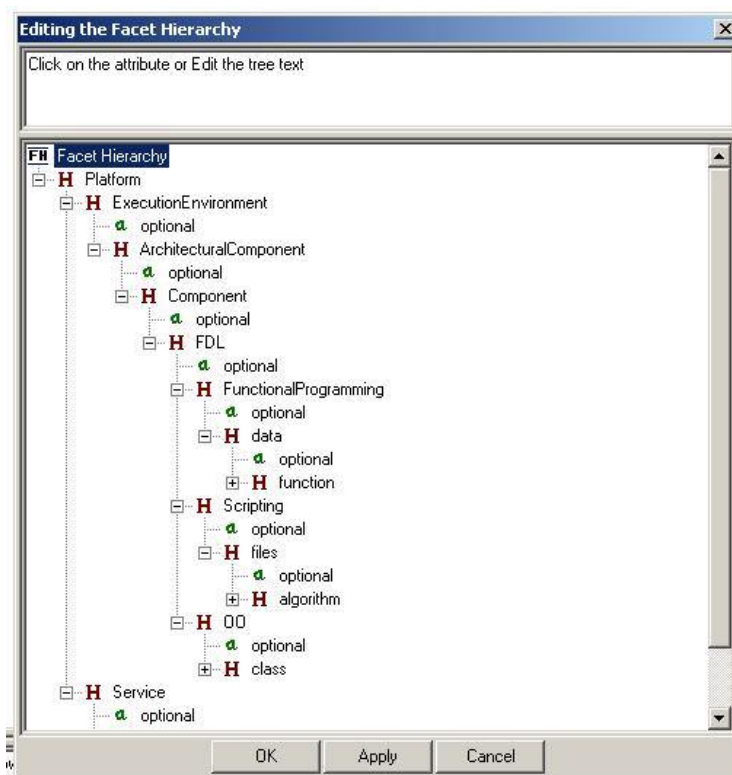 Editing the Facet Hierarchy
Click on the attribute or Edit the tree text
FH Facet Hierarchy
H Platform
H ExecutionEnvironment
a optional
H ArchitecturalComponent
a optional
H Component
a optional
H FDL
a optional
H FunctionalProgramming
a optional
H data
a optional
H function
H Scripting
a optional
H files
a optional
H algorithm
H OO
a optional
H class
H Service
a optional
OK Apply Cancel